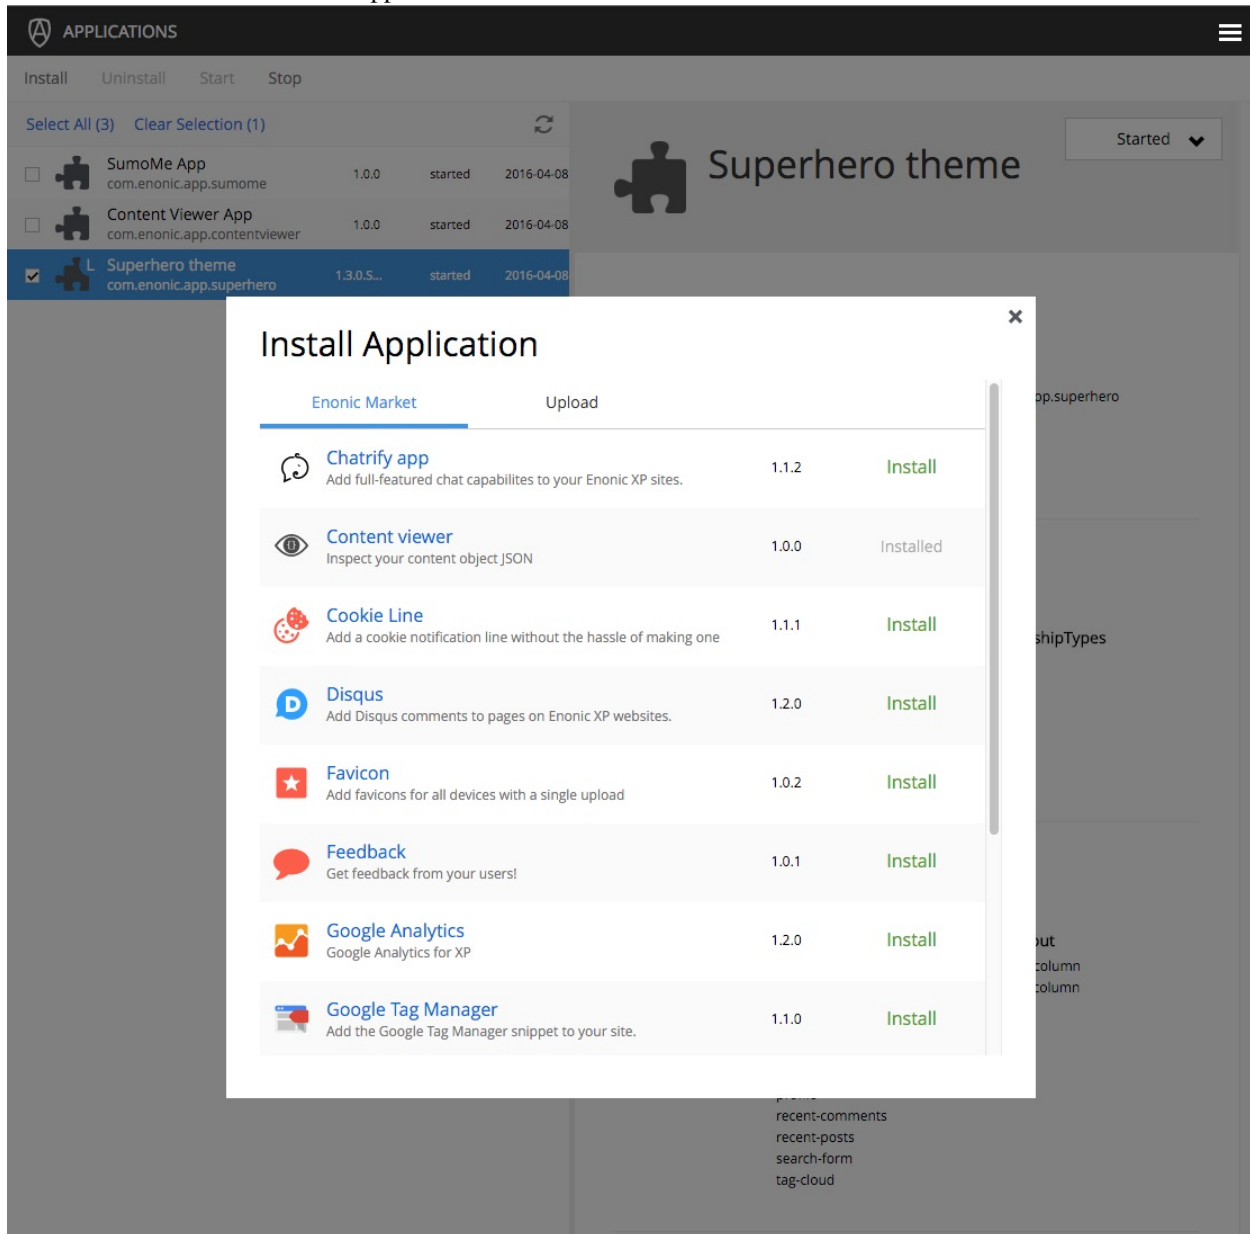 APPLICATIONS
Install Uninstall Start Stop
Select All (3) Clear Selection (1)
SumoMe App
com.enonic.app.sumome
1.0.0 started 2016-04-08
Content Viewer App
com.enonic.app.contentviewer
1.0.0 started 2016-04-08
L Superhero theme
com.enonic.app.superhero
1.3.0.S... started 2016-04-08
Superhero theme
Started
op.superhero
shipTypes
out
column
column
recent-comments
recent-posts
search-form
tag-cloud
Install Application
Enonic Market Upload
Chatrify app
Add full-featured chat capabilites to your Enonic XP sites.
1.1.2 Install
Content viewer
Inspect your content object JSON
1.0.0 Installed
Cookie Line
Add a cookie notification line without the hassle of making one
1.1.1 Install
Disqus
Add Disqus comments to pages on Enonic XP websites.
1.2.0 Install
Favicon
Add favicons for all devices with a single upload
1.0.2 Install
Feedback
Get feedback from your users!
1.0.1 Install
Google Analytics
Google Analytics for XP
1.2.0 Install
Google Tag Manager
Add the Google Tag Manager snippet to your site.
1.1.0 Install